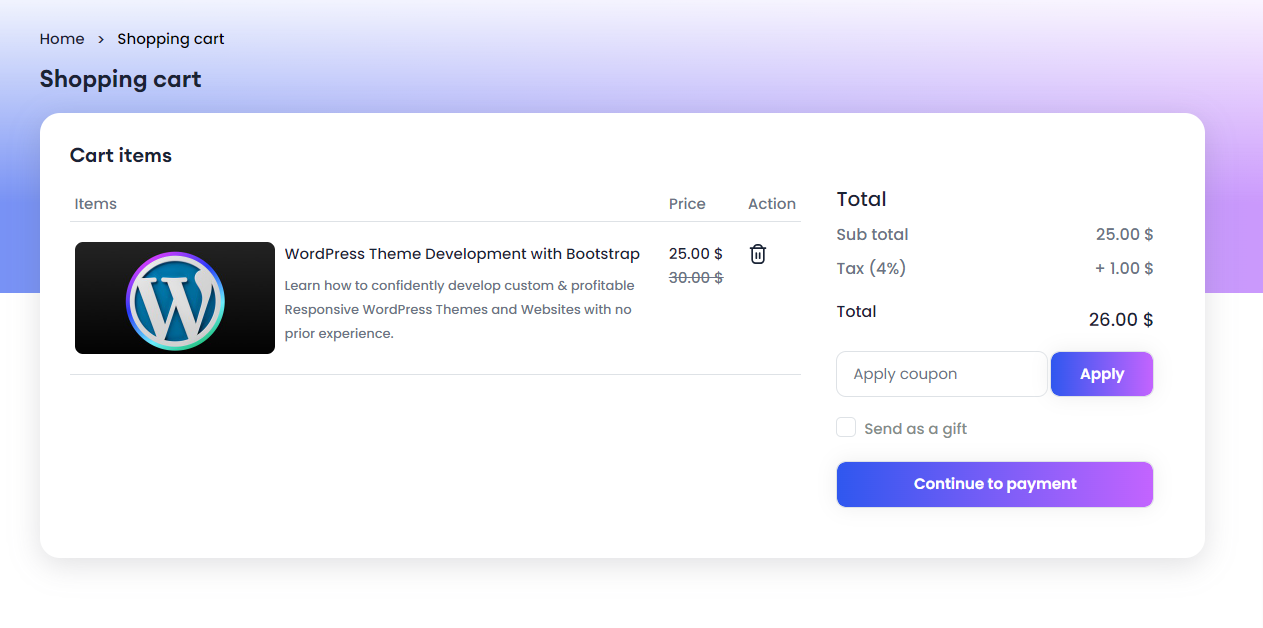 Home > Shopping cart
Shopping cart
Cart items
Items Price Action
WordPress Theme Development with Bootstrap
Learn how to confidently develop custom & profitable
Responsive WordPress Themes and Websites with no
prior experience.
25.00 $
30.00 $
Total
Sub total 25.00 $
Tax (4%) + 1.00 $
Total 26.00 $
Apply coupon Apply
Send as a gift
Continue to payment